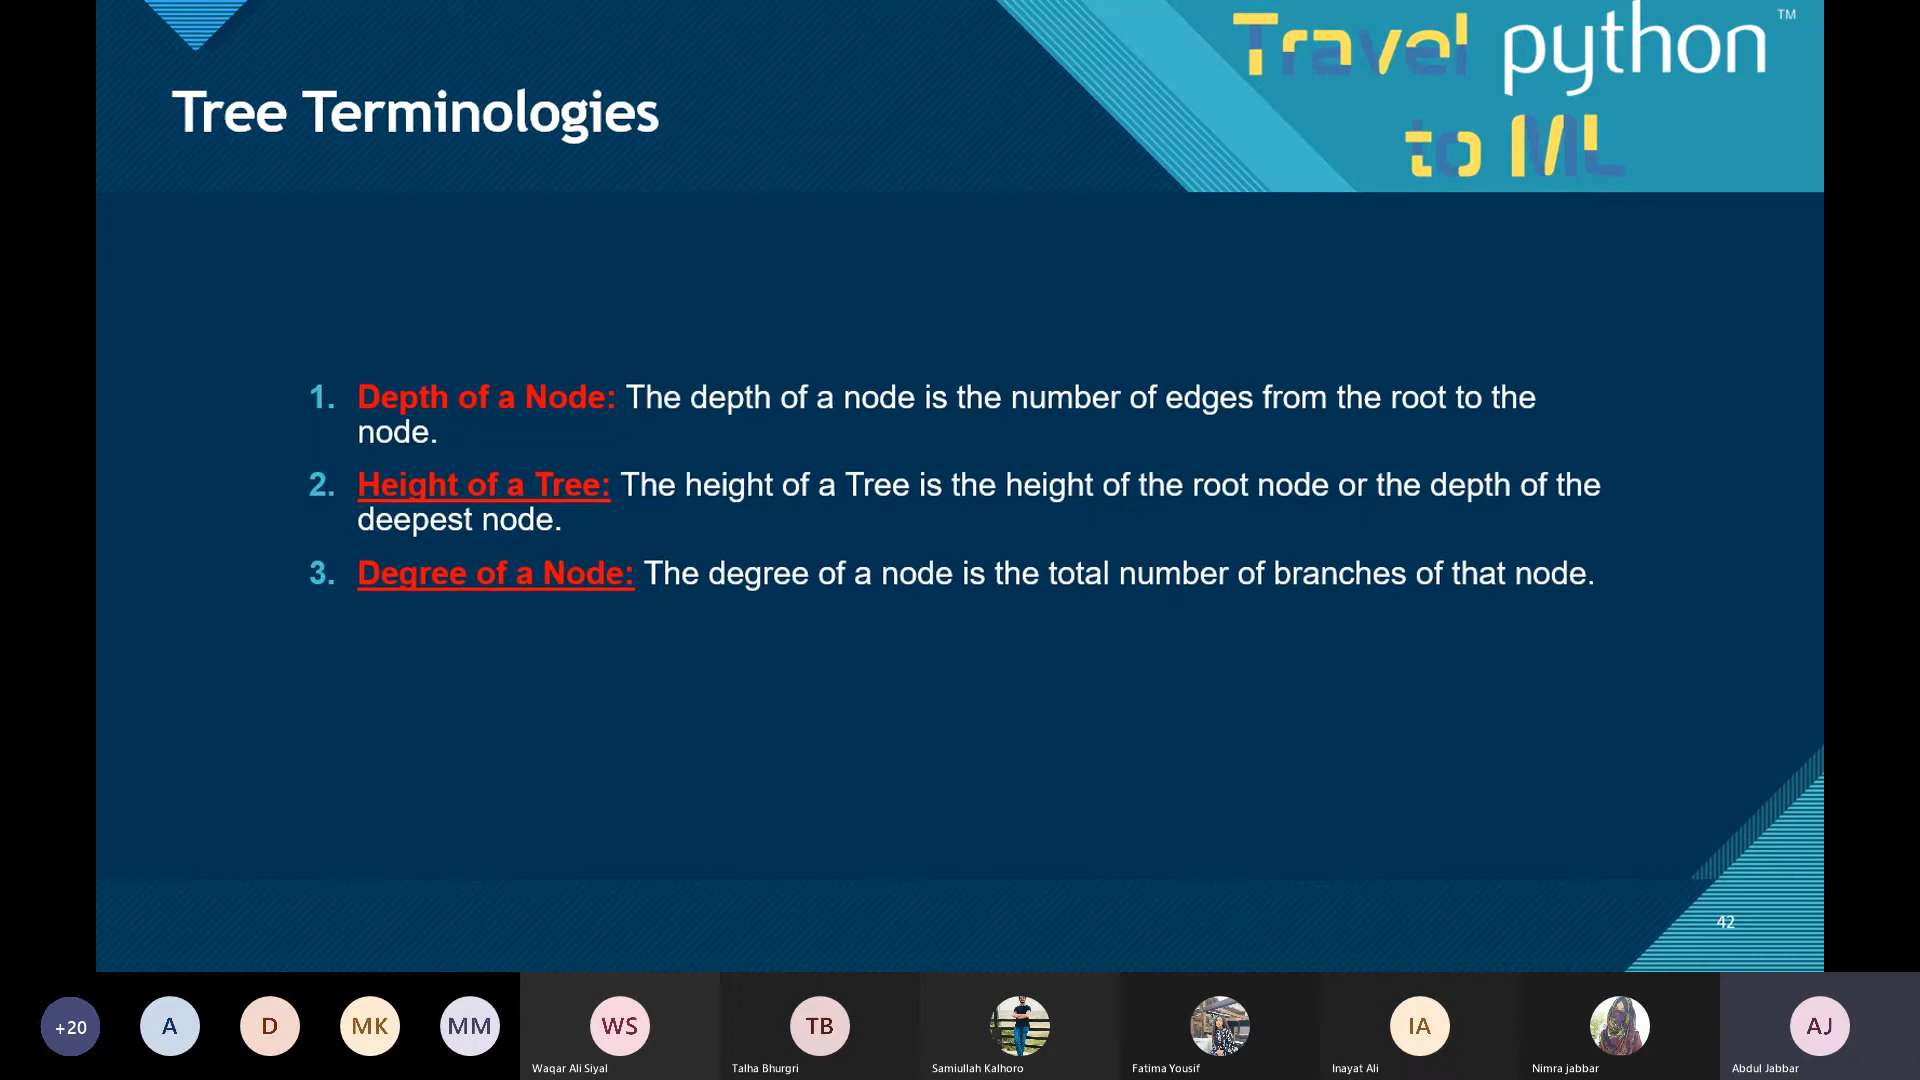 Travel python™
to ML
Tree Terminologies
1. Depth of a Node: The depth of a node is the number of edges from the root to the
node.
2. Height of a Tree: The height of a Tree is the height of the root node or the depth of the
deepest node.
3. Degree of a Node: The degree of a node is the total number of branches of that node.
42
+20
A
D
MK
MM
WS
TB
IA
AJ
Waqar Ali Siyal
Talha Bhurgri
Samiullah Kalhoro
Fatima Yousif
Inayat Ali
Nimra jabbar
Abdul Jabbar